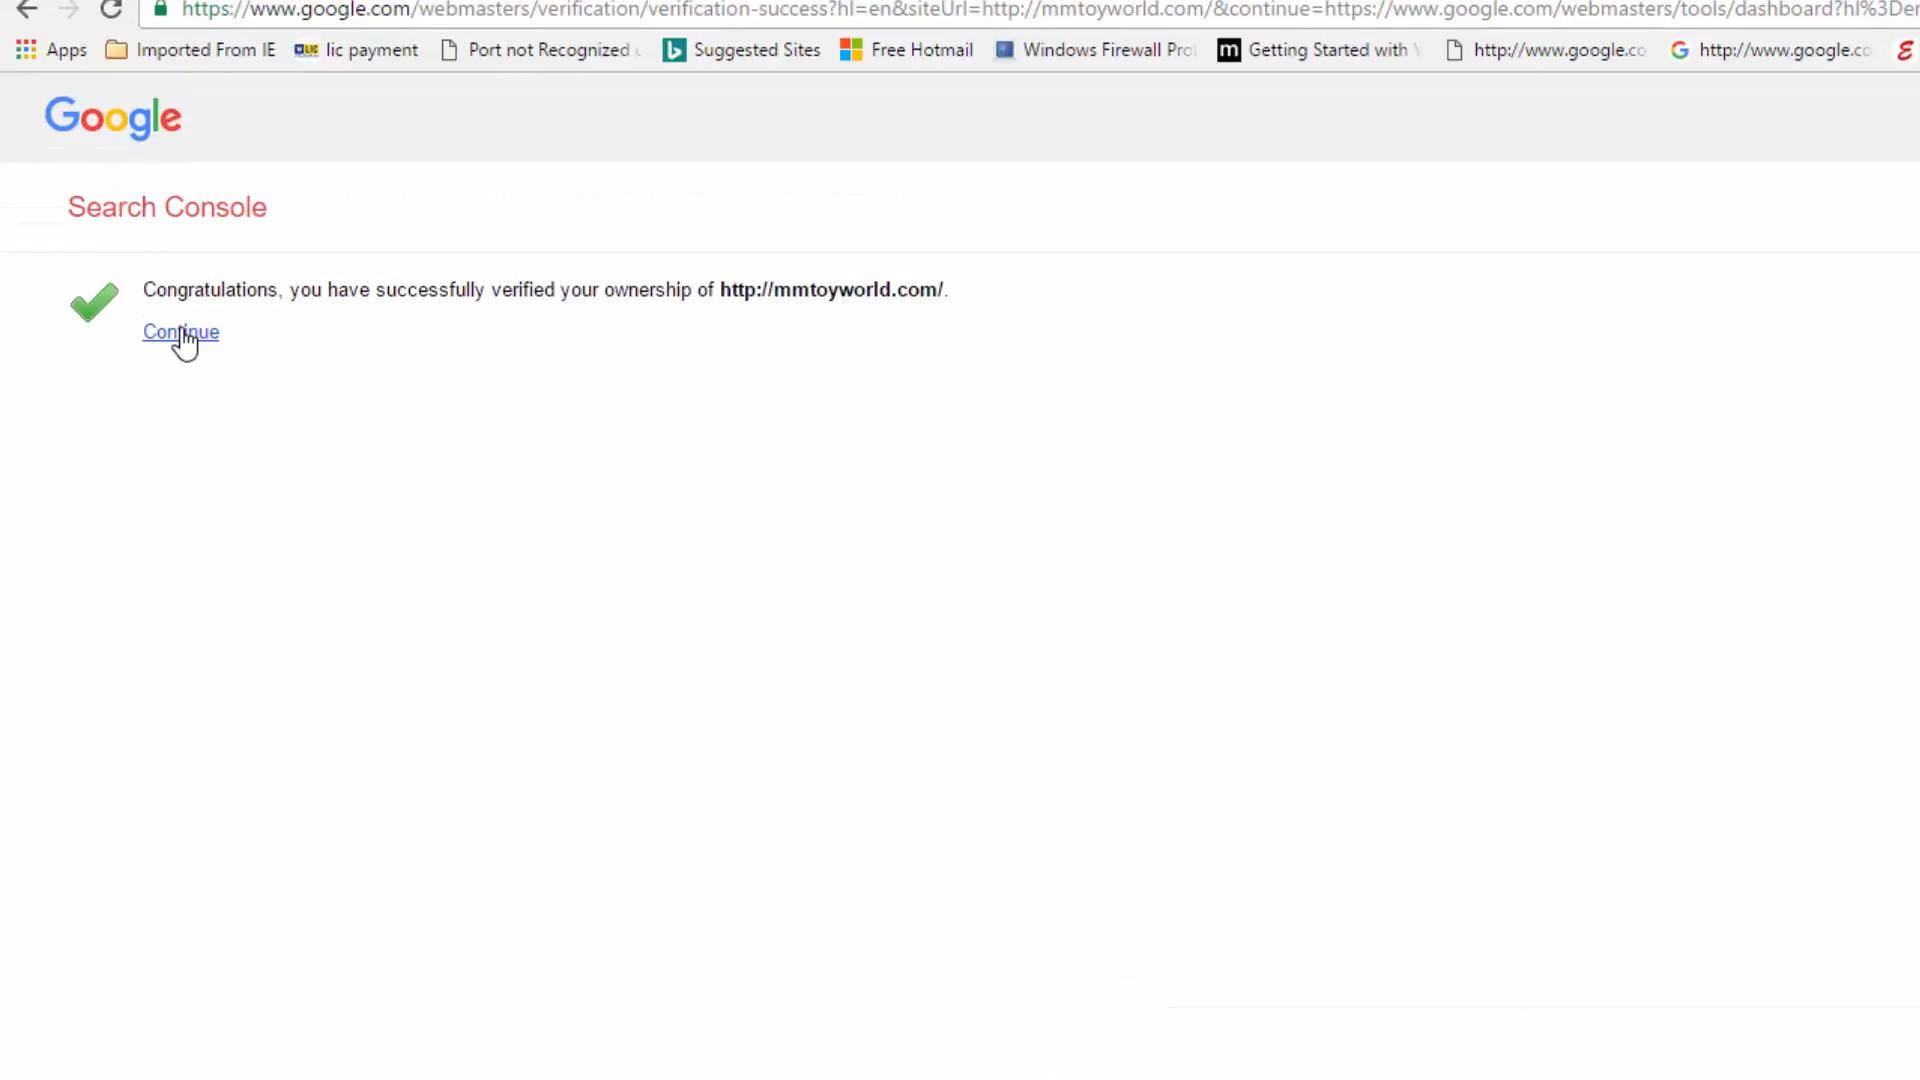 https://www.google.com/webmasters/verification/verification-success?hl=en&siteUrl=http://mmtoyworld.com/&continue=https://www.google.com/webmasters/tools/dashboard?hl%3Den
Apps Imported From IE LIC lic payment Port not Recognized Suggested Sites Free Hotmail Windows Firewall Pro m Getting Started with http://www.google.co http://www.google.co
Google
Search Console
Congratulations, you have successfully verified your ownership of http://mmtoyworld.com/.
Continue